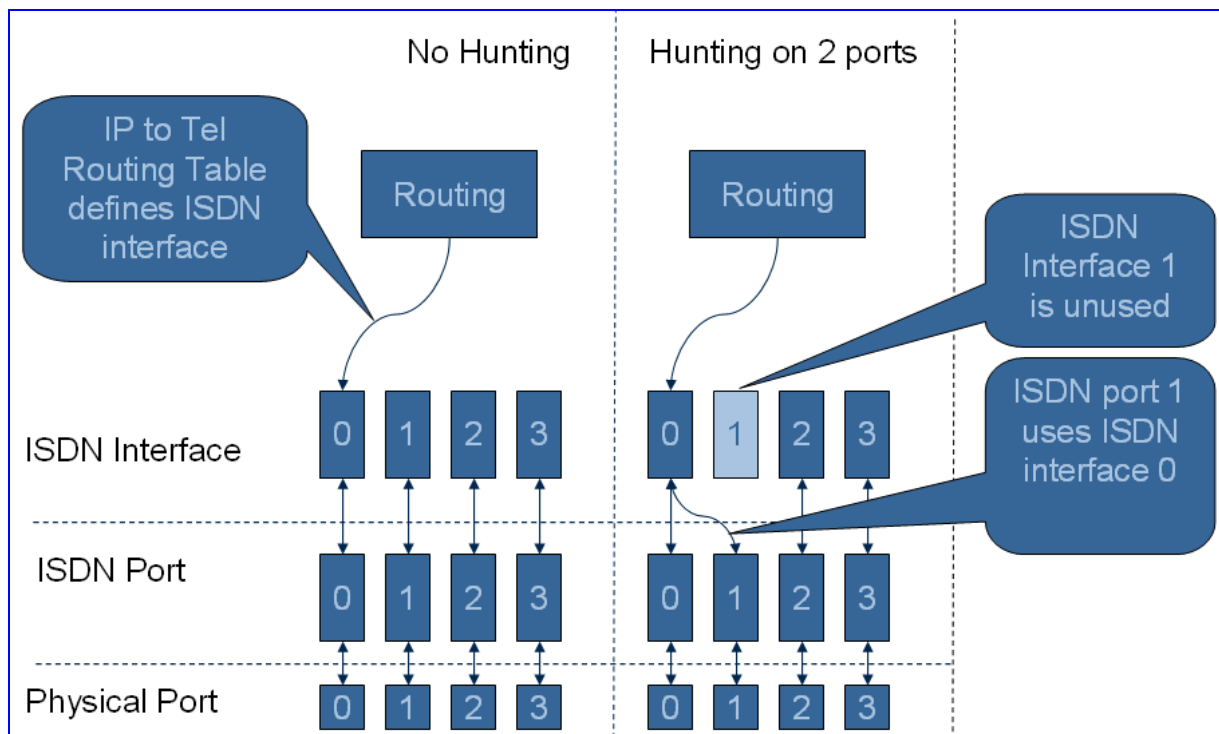 No Hunting
Hunting on 2 ports
IP to Tel
Routing Table
defines ISDN
interface
Routing
Routing
ISDN
Interface 1
is unused
ISDN port 1
uses ISDN
interface 0
ISDN Interface
0 1 2 3
0 1 2 3
ISDN Port
0 1 2 3
0 1 2 3
Physical Port
0 1 2 3
0 1 2 3